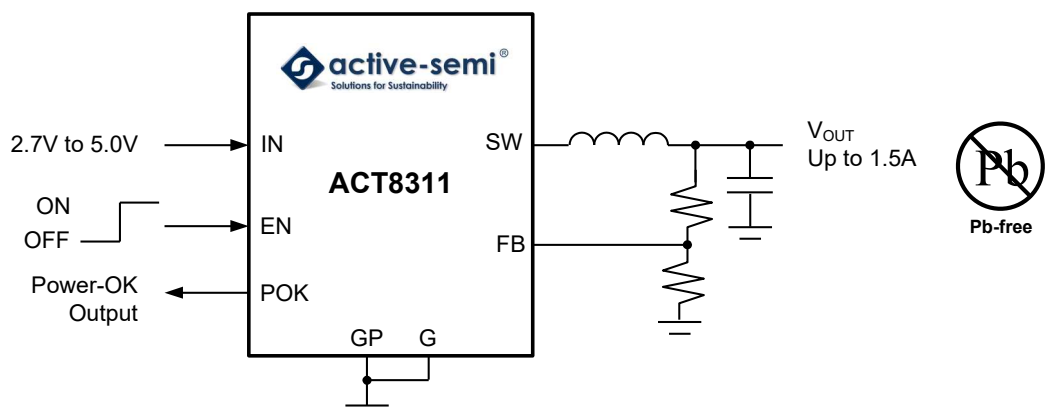 active-semi®
Solutions for Sustainability
2.7V to 5.0V
IN
SW
VOUT
Up to 1.5A
Pb
ACT8311
ON
OFF
EN
FB
Pb-free
Power-OK
Output
POK
GP
G